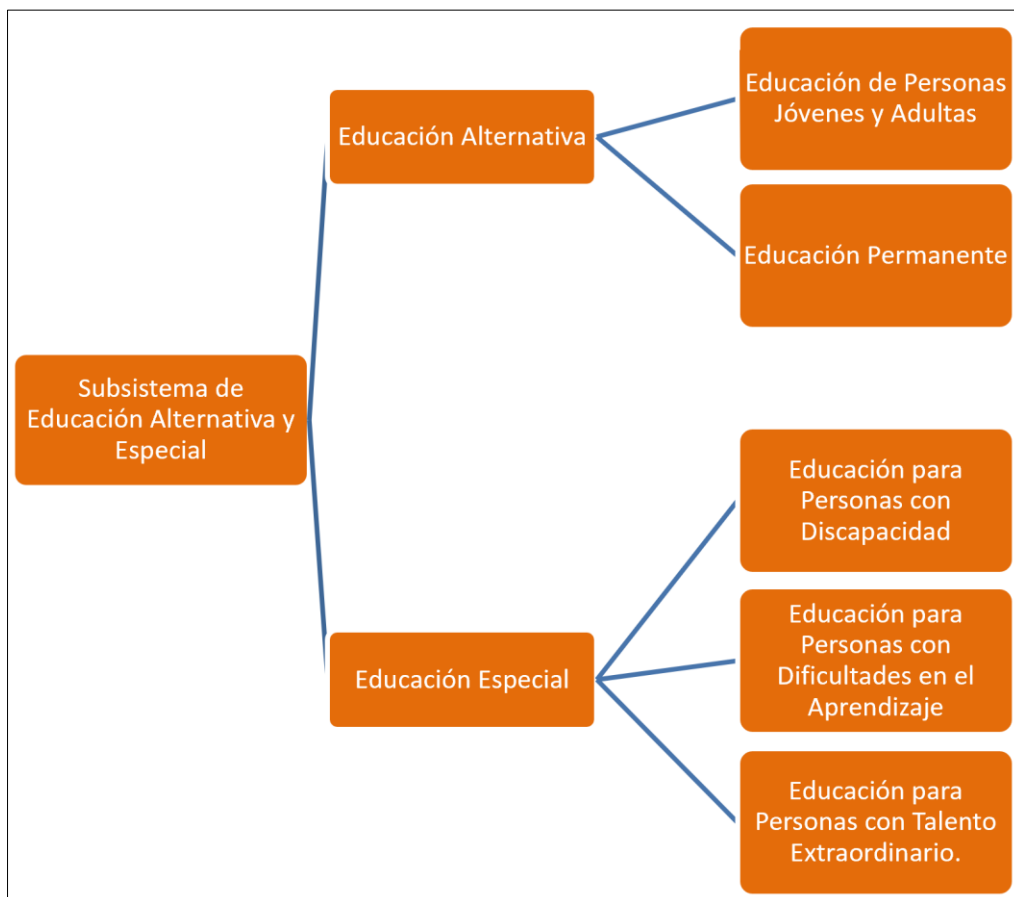 Subsistema de
Educación Alternativa y
Especial
Educación Alternativa
Educación de Personas
Jóvenes y Adultas
Educación Permanente
Educación Especial
Educación para
Personas con
Discapacidad
Educación para
Personas con
Dificultades en el
Aprendizaje
Educación para
Personas con Talento
Extraordinario.